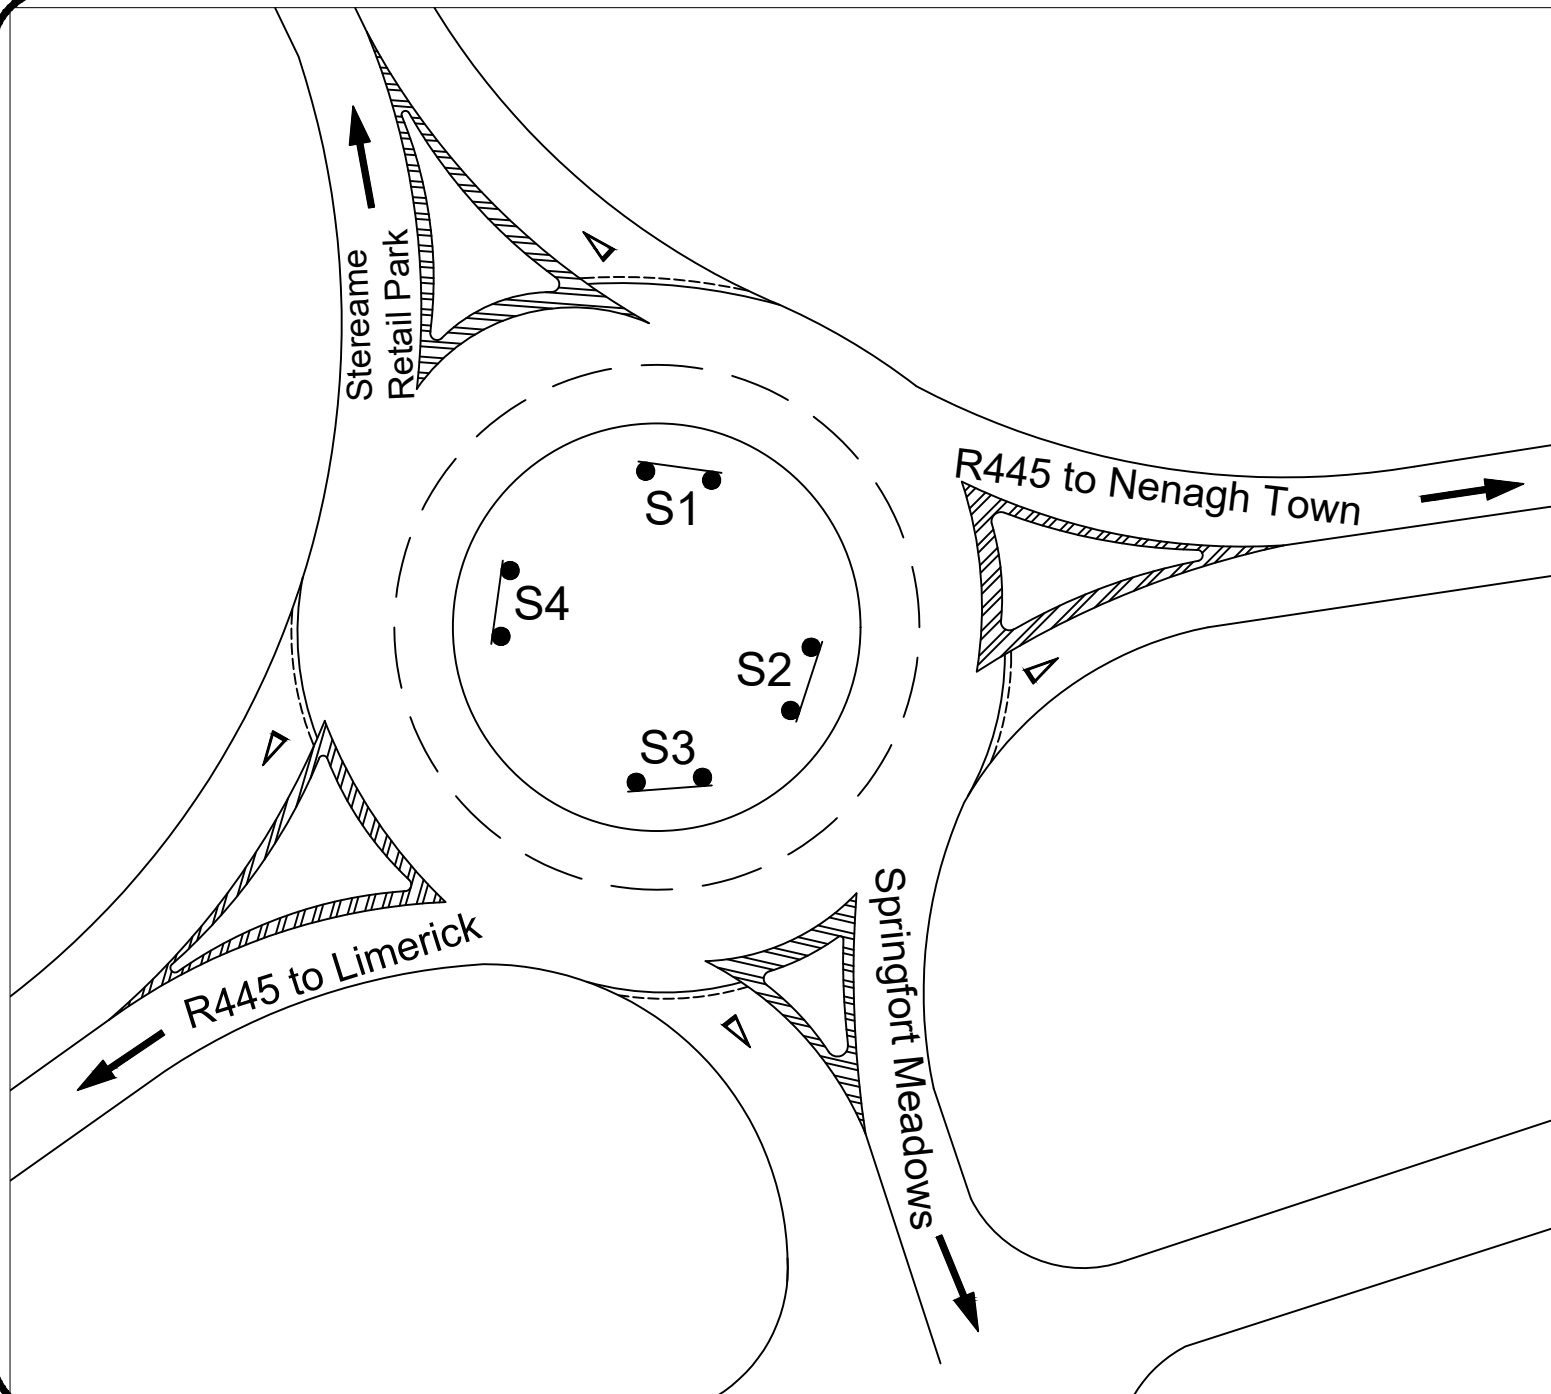 Stereame
Retail Park
R445 to Nenagh Town
S1
S4
S2
S3
R445 to Limerick
Springfort Meadows